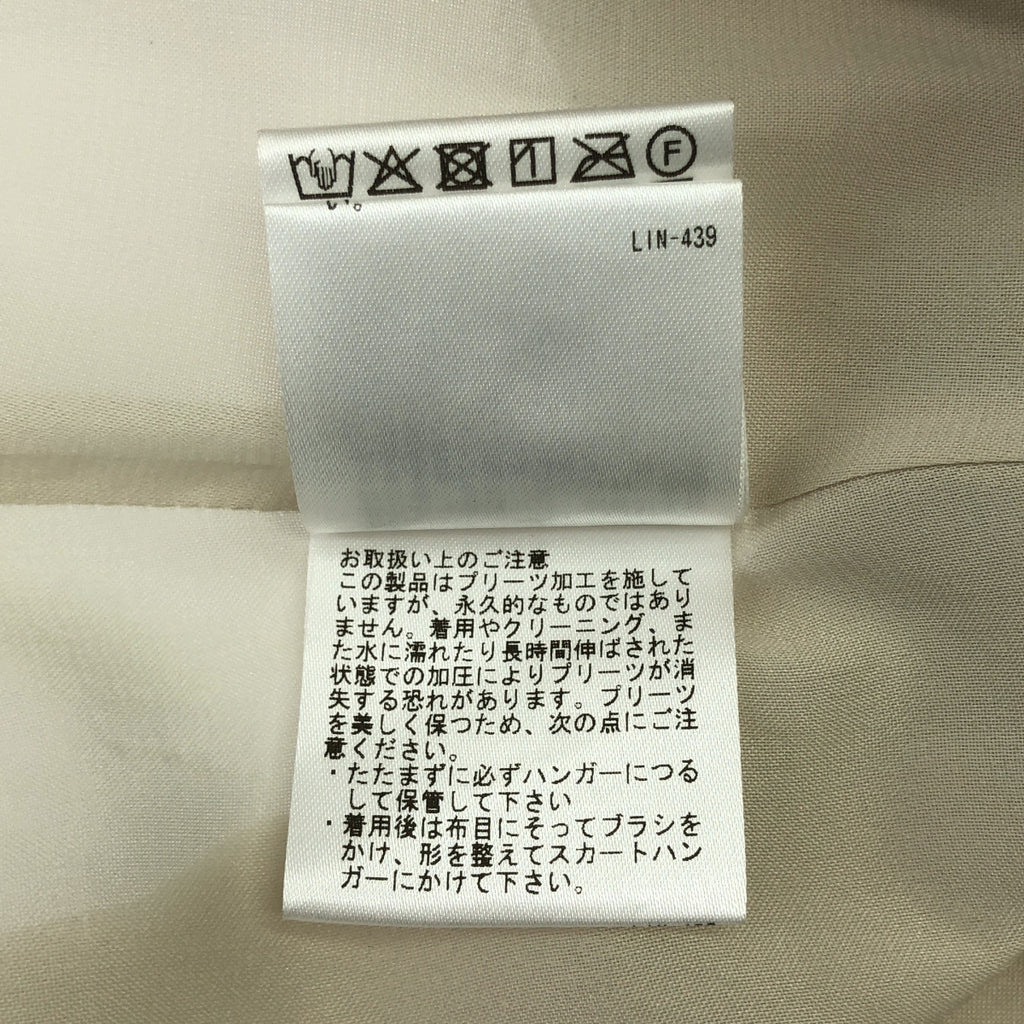 F
い。
LIN-439
お取扱い上のご注意
この製品はプリーツ加工を施して
いますが、永久的なものではあり
ません。着用やクリーニング、ま
た水に濡れたり長時間伸ばされた
状態での加圧によりプリーツが消
失する恐れがあります。プリーツ
を美しく保つため、次の点にご注
意ください。
・たたまずに必ずハンガーにつる
して保管して下さい
・着用後は布目にそってブラシを
かけ、形を整えてスカートハン
ガーにかけて下さい。